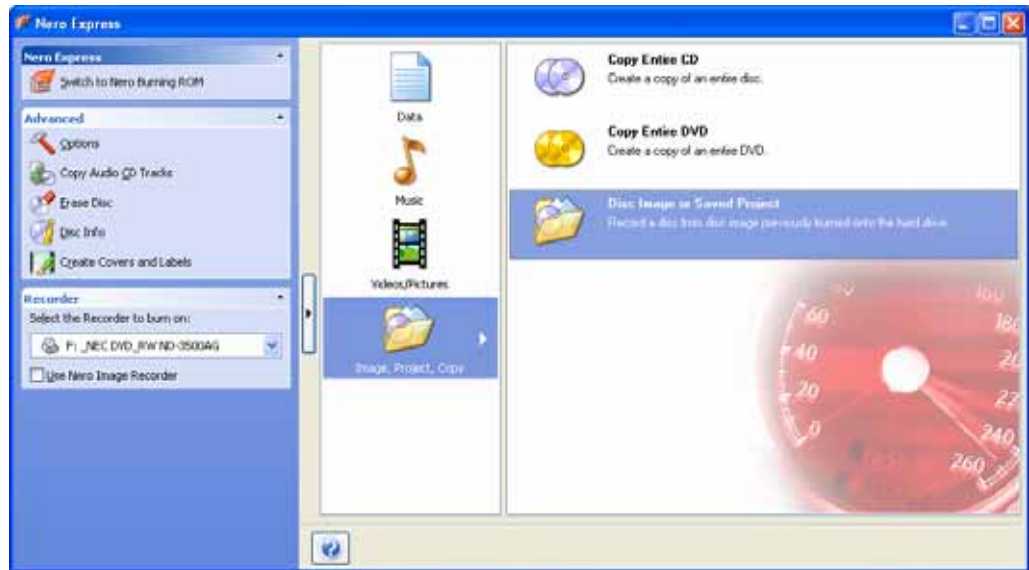 Nero Express
Nero Express
Switch to Nero Burning ROM
Advanced
Options
Copy Audio CD Tracks
Erase Disc
Disc Info
Create Covers and Labels
Recorder
Select the Recorder to burn on:
F: _NEC DVD_RW ND-3500AG
Use Nero Image Recorder
Data
Music
Videos/Pictures
Image, Project, Copy
Copy Entire CD
Create a copy of an entire disc.
Copy Entire DVD
Create a copy of an entire DVD.
Disc Image or Saved Project
Record a disc from disc image previously burned onto the hard drive.
60
40
20
0
240
260